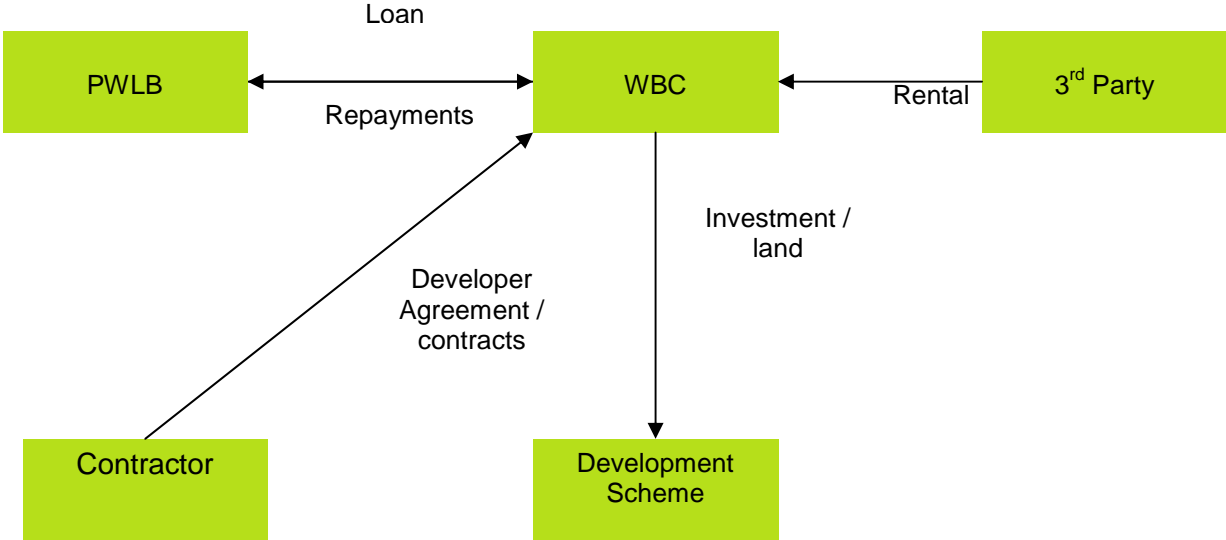 Loan
PWLB
WBC
3rd Party
Rental
Repayments
Investment /
land
Developer
Agreement /
contracts
Contractor
Development
Scheme